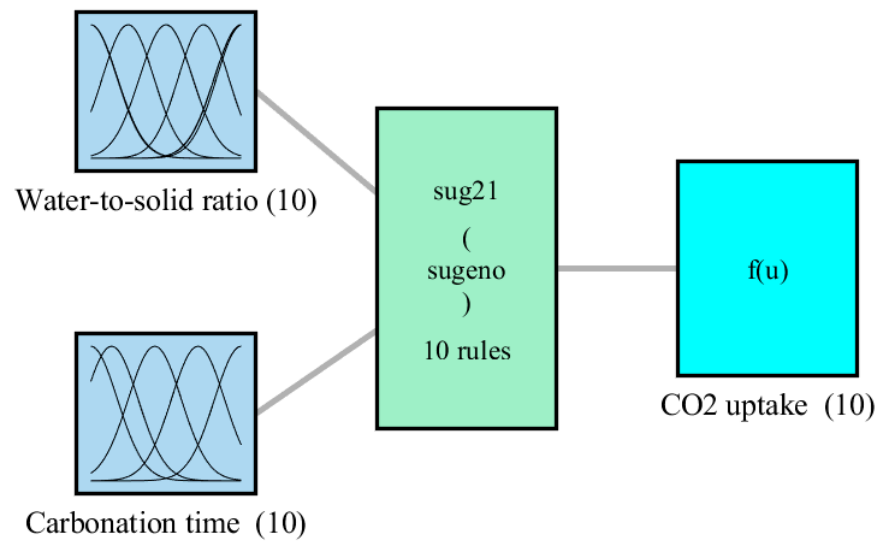 Water-to-solid ratio (10)
sug21
(
sugeno
)
10 rules
f(u)
CO2 uptake (10)
Carbonation time (10)